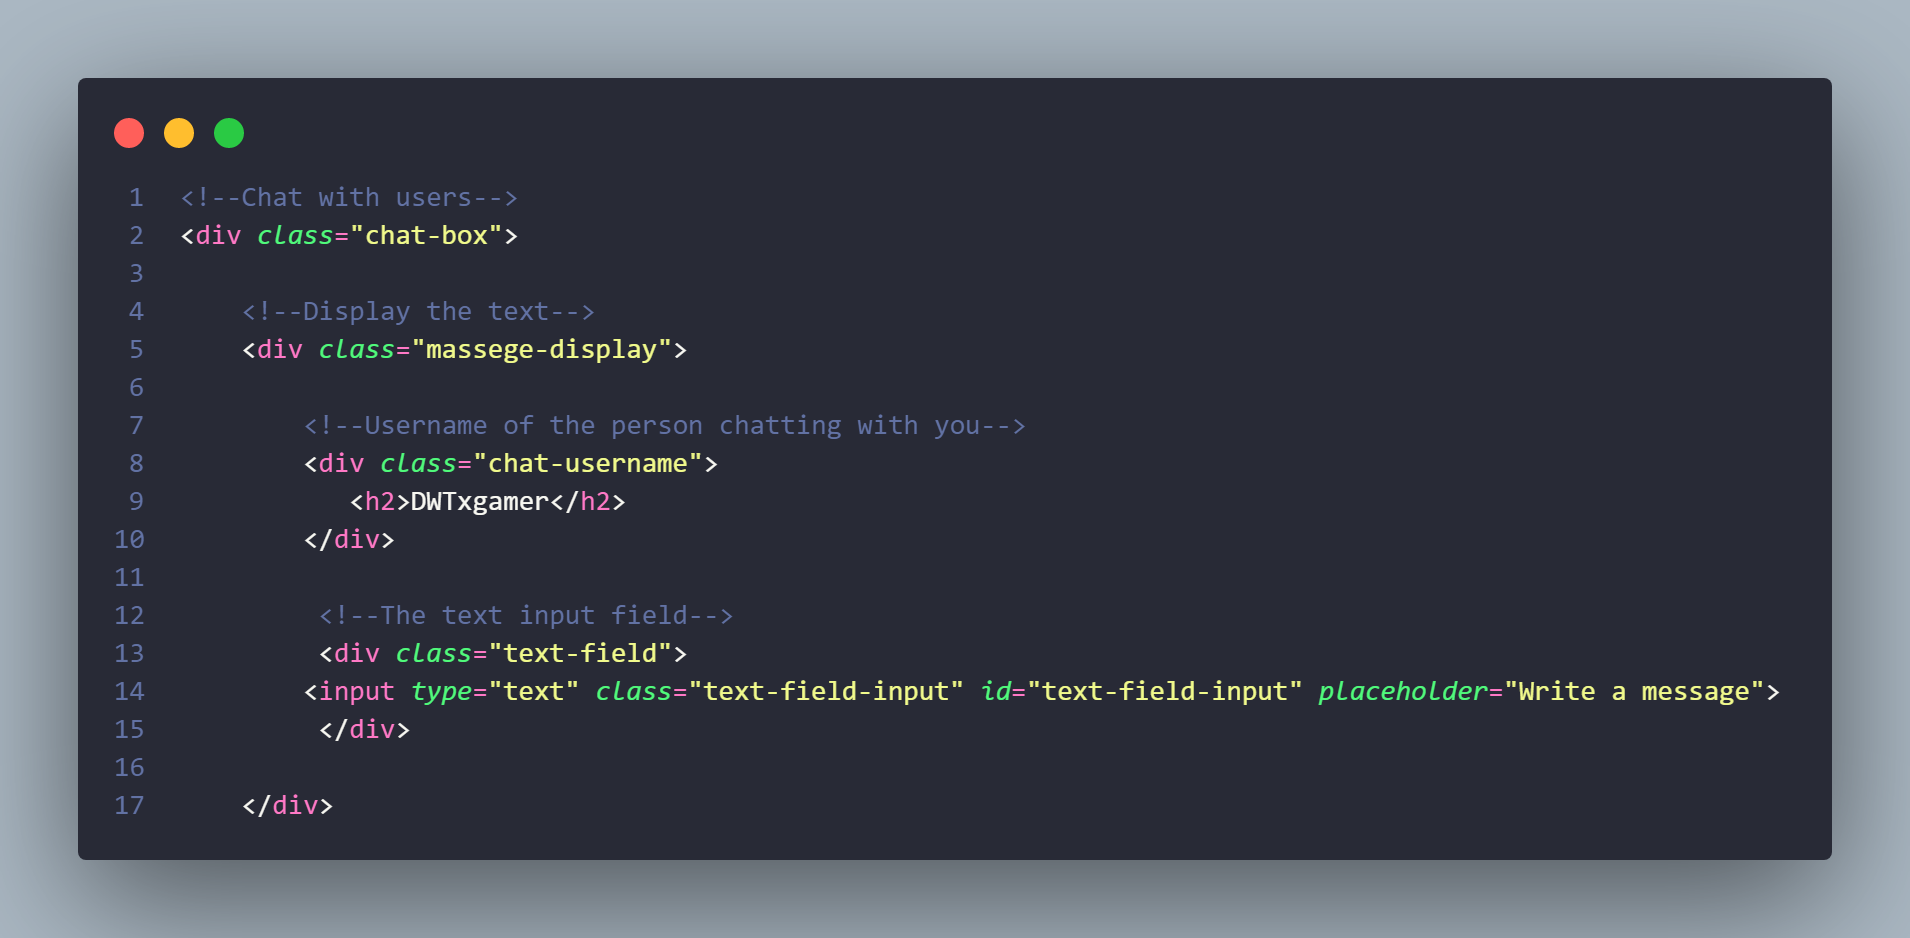 1 <!--Chat with users-->
2 <div class="chat-box">
3
4     <!--Display the text-->
5     <div class="massege-display">
6
7         <!--Username of the person chatting with you-->
8         <div class="chat-username">
9            <h2>DWTxgamer</h2>
10         </div>
11
12          <!--The text input field-->
13          <div class="text-field">
14         <input type="text" class="text-field-input" id="text-field-input" placeholder="Write a message">
15          </div>
16
17     </div>